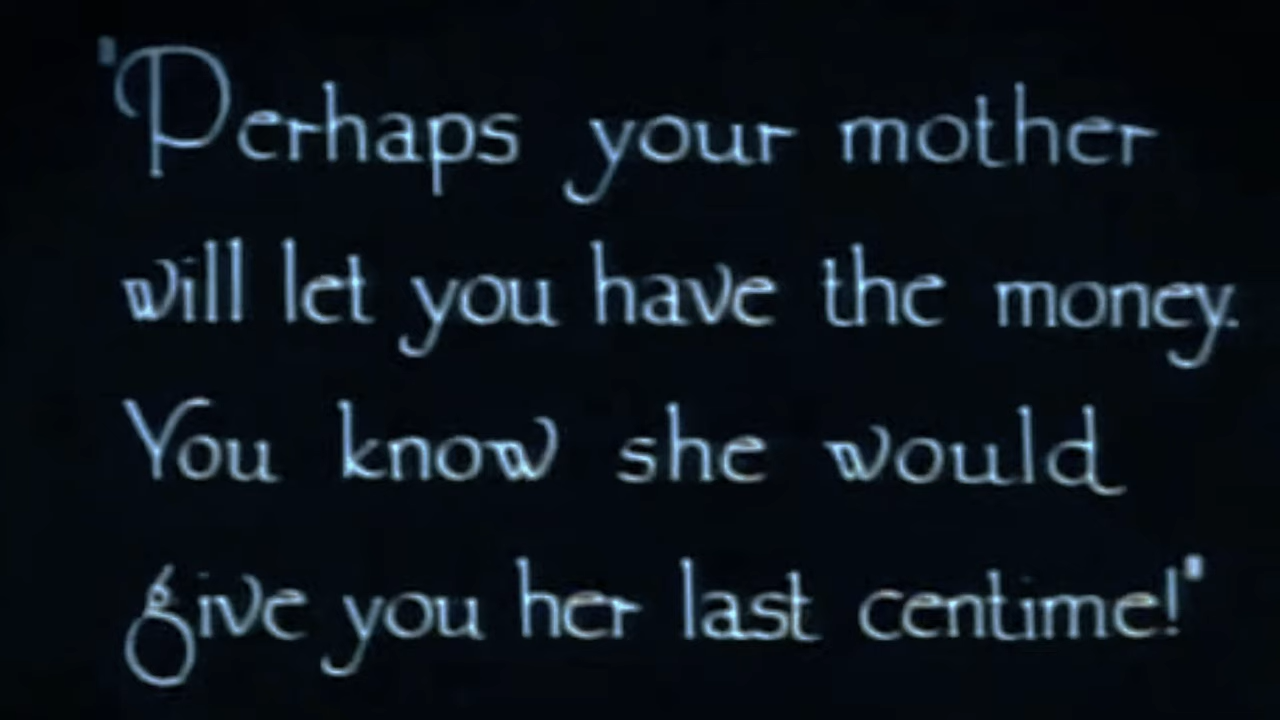 "Perhaps your mother
will let you have the money.
You know she would
give you her last centime!"